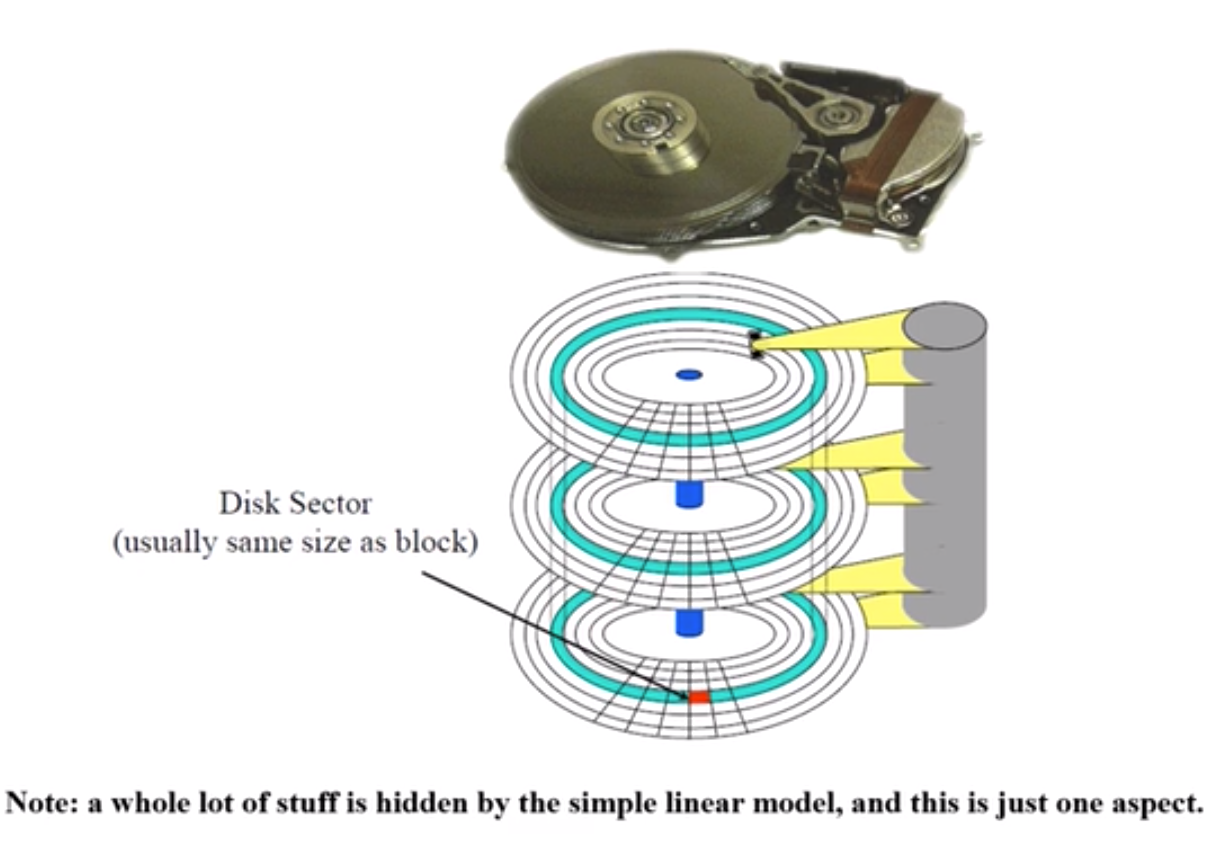 Disk Sector
(usually same size as block)
Note: a whole lot of stuff is hidden by the simple linear model, and this is just one aspect.